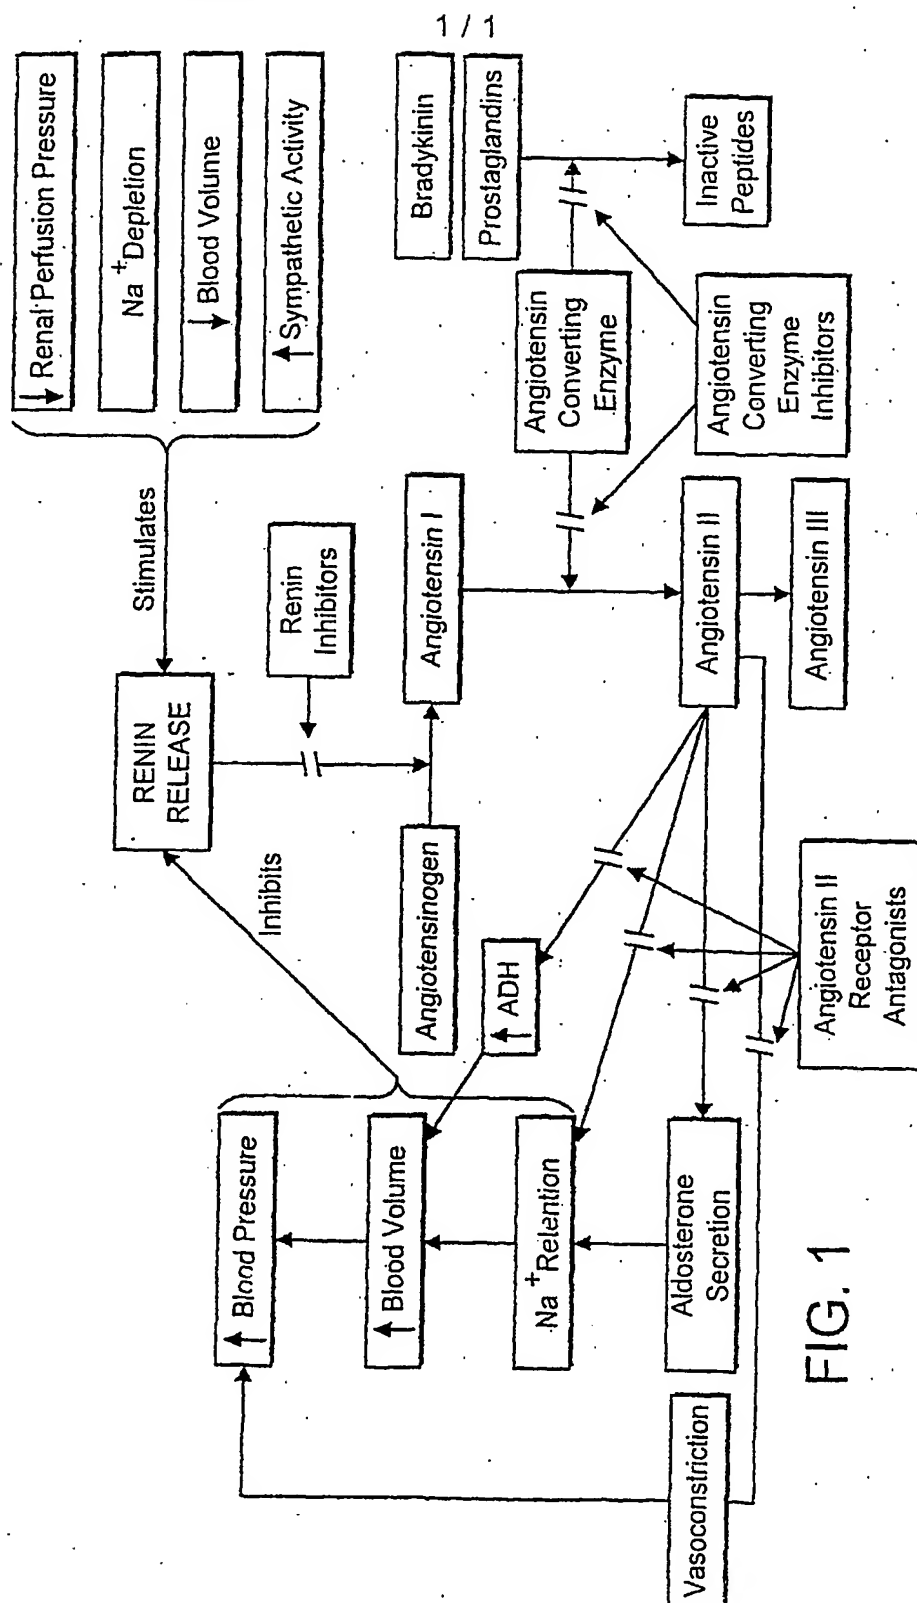 1 / 1
↓ Renal Perfusion Pressure
Na + Depletion
↓ Blood Volume
↑ Sympathetic Activity
Stimulates
RENIN
RELEASE
Inhibits
Renin
Inhibitors
↑ Blood Pressure
↑ Blood Volume
Na + Relention
Aldosterone
Secretion
Vasoconstriction
Angiotensinogen
Angiotensin I
↑ ADH
Bradykinin
Prostaglandins
Angiotensin
Converting
Enzyme
Inactive
Peptides
Angiotensin
Converting
Enzyme
Inhibitors
Angiotensin II
Angiotensin III
Angiotensin II
Receptor
Antagonists
FIG. 1